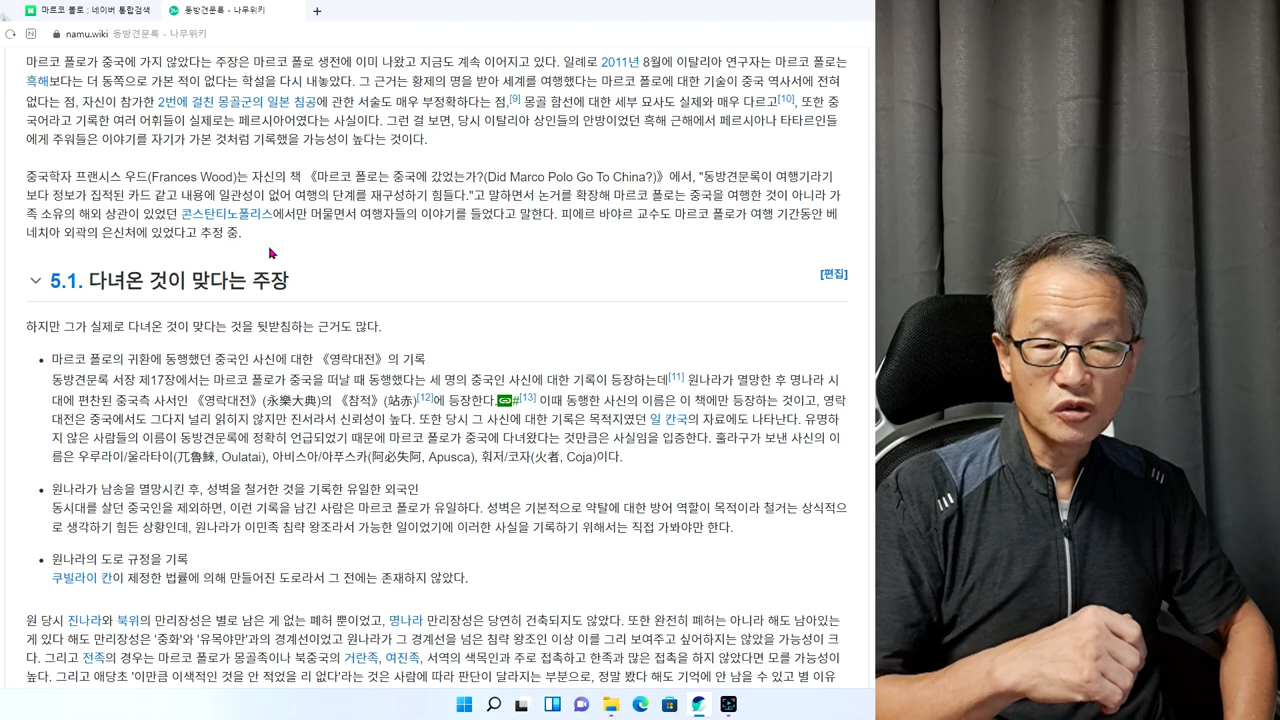 마르코 폴로 : 네이버 통합검색
동방견문록 - 나무위키
namu.wiki 동방견문록 - 나무위키
마르코 폴로가 중국에 가지 않았다는 주장은 마르코 폴로 생전에 이미 나왔고 지금도 계속 이어지고 있다. 일례로 2011년 8월에 이탈리아 연구자는 마르코 폴로는
흑해보다는 더 동쪽으로 가본 적이 없다는 학설을 다시 내놓았다. 그 근거는 황제의 명을 받아 세계를 여행했다는 마르코 폴로에 대한 기술이 중국 역사서에 전혀
없다는 점, 자신이 참가한 2번에 걸친 몽골군의 일본 침공에 관한 서술도 매우 부정확하다는 점,[9] 몽골 함선에 대한 세부 묘사도 실제와 매우 다르고[10], 또한 중
국어라고 기록한 여러 어휘들이 실제로는 페르시아어였다는 사실이다. 그런 걸 보면, 당시 이탈리아 상인들의 안방이었던 흑해 근해에서 페르시아나 타타르인들
에게 주워들은 이야기를 자기가 가본 것처럼 기록했을 가능성이 높다는 것이다.
중국학자 프랜시스 우드(Frances Wood)는 자신의 책 《마르코 폴로는 중국에 갔었는가?(Did Marco Polo Go To China?)》에서, "동방견문록이 여행기라기
보다 정보가 집적된 카드 같고 내용에 일관성이 없어 여행의 단계를 재구성하기 힘들다."고 말하면서 논거를 확장해 마르코 폴로는 중국을 여행한 것이 아니라 가
족 소유의 해외 상관이 있었던 콘스탄티노폴리스에서만 머물면서 여행자들의 이야기를 들었다고 말한다. 피에르 바야르 교수도 마르코 폴로가 여행 기간동안 베
네치아 외곽의 은신처에 있었다고 추정 중.
5.1. 다녀온 것이 맞다는 주장 [편집]
하지만 그가 실제로 다녀온 것이 맞다는 것을 뒷받침하는 근거도 많다.
• 마르코 폴로의 귀환에 동행했던 중국인 사신에 대한 《영락대전》의 기록
동방견문록 서장 제17장에서는 마르코 폴로가 중국을 떠날 때 동행했다는 세 명의 중국인 사신에 대한 기록이 등장하는데[11] 원나라가 멸망한 후 명나라 시
대에 편찬된 중국측 사서인 《영락대전》(永樂大典)의 《참적》(站赤)[12]에 등장한다.#[13] 이때 동행한 사신의 이름은 이 책에만 등장하는 것이고, 영락
대전은 중국에서도 그다지 널리 읽히지 않지만 진서라서 신뢰성이 높다. 또한 당시 그 사신에 대한 기록은 목적지였던 일 칸국의 자료에도 나타난다. 유명하
지 않은 사람들의 이름이 동방견문록에 정확히 언급되었기 때문에 마르코 폴로가 중국에 다녀왔다는 것만큼은 사실임을 입증한다. 훌라구가 보낸 사신의 이
름은 우루라이/울라타이(兀魯䚅, Oulatai), 아비스아/아푸스카(阿必失阿, Apusca), 훠저/코자(火者, Coja)이다.
• 원나라가 남송을 멸망시킨 후, 성벽을 철거한 것을 기록한 유일한 외국인
동시대를 살던 중국인을 제외하면, 이런 기록을 남긴 사람은 마르코 폴로가 유일하다. 성벽은 기본적으로 약탈에 대한 방어 역할이 목적이라 철거는 상식적으
로 생각하기 힘든 상황인데, 원나라가 이민족 침략 왕조라서 가능한 일이었기에 이러한 사실을 기록하기 위해서는 직접 가봐야만 한다.
• 원나라의 도로 규정을 기록
쿠빌라이 칸이 제정한 법률에 의해 만들어진 도로라서 그 전에는 존재하지 않았다.
원 당시 진나라와 북위의 만리장성은 별로 남은 게 없는 폐허 뿐이었고, 명나라 만리장성은 당연히 건축되지도 않았다. 또한 완전히 폐허는 아니라 해도 남아있는
게 있다 해도 만리장성은 '중화'와 '유목야만'과의 경계선이었고 원나라가 그 경계선을 넘은 침략 왕조인 이상 이를 그리 보여주고 싶어하지는 않았을 가능성이 크
다. 그리고 전족의 경우는 마르코 폴로가 몽골족이나 북중국의 거란족, 여진족, 서역의 색목인과 주로 접촉하고 한족과 많은 접촉을 하지 않았다면 모를 가능성이
높다. 그리고 애당초 '이만큼 이색적인 것을 안 적었을 리 없다'라는 것은 사람에 따라 판단이 달라지는 부분으로, 정말 봤다 해도 기억에 안 남을 수 있고 별 이유